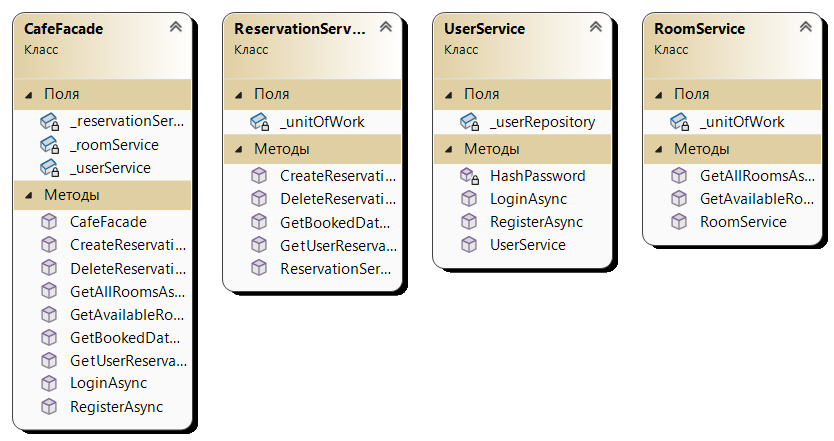 CafeFacade
Класс
Поля
_reservationSer...
_roomService
_userService
Методы
CafeFacade
CreateReservati...
DeleteReservati...
GetAllRoomsAs...
GetAvailableRo...
GetBookedDat...
GetUserReserva...
LoginAsync
RegisterAsync
ReservationServ...
Класс
Поля
_unitOfWork
Методы
CreateReservati...
DeleteReservati...
GetBookedDat...
GetUserReserva...
ReservationSer...
UserService
Класс
Поля
_userRepository
Методы
HashPassword
LoginAsync
RegisterAsync
UserService
RoomService
Класс
Поля
_unitOfWork
Методы
GetAllRoomsAs...
GetAvailableRo...
RoomService